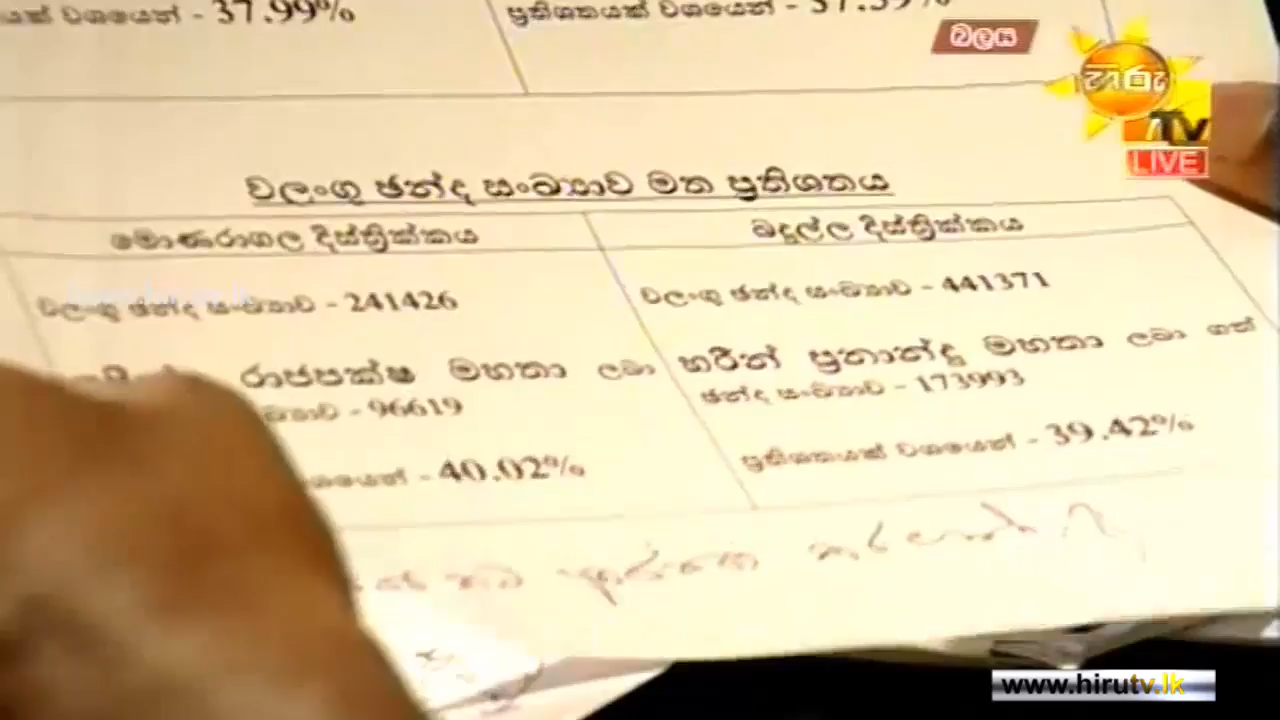 වශයෙන් - 37.99%
ප්‍රතිශතයක් වශයෙන් - 37.39%
බලය
හිරු
TV
LIVE
වලංගු ඡන්ද සංඛ්‍යාව මත ප්‍රතිශතය
මොණරාගල දිස්ත්‍රික්කය
බදුල්ල දිස්ත්‍රික්කය
වලංගු ඡන්ද සංඛ්‍යාව - 241426
වලංගු ඡන්ද සංඛ්‍යාව - 441371
රාජපක්ෂ මහතා ලබා
හරීන් ප්‍රනාන්දු මහතා ලබා ගත්
- 96619
ඡන්ද සංඛ්‍යාව - 173993
- 40.02%
ප්‍රතිශතයක් වශයෙන් - 39.42%
www.hirutv.lk